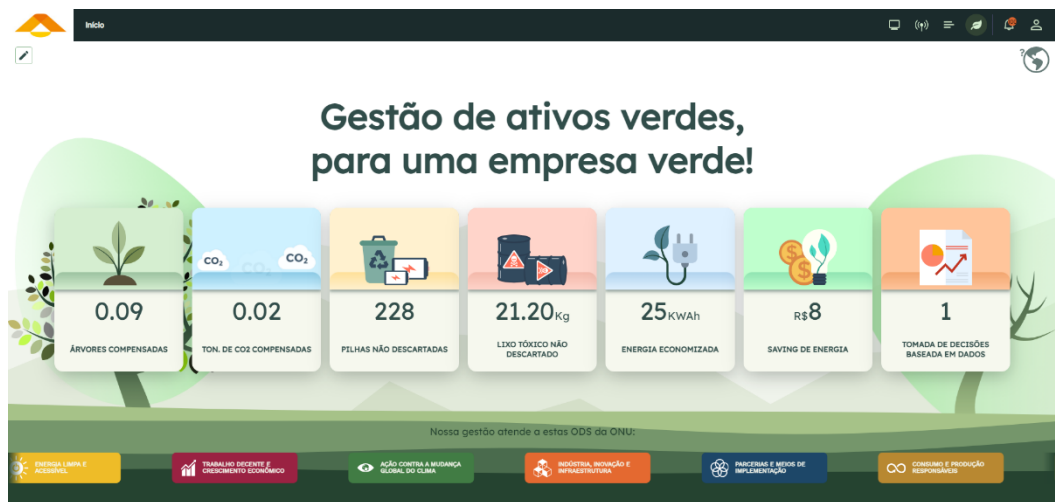 Início
?
Gestão de ativos verdes,
para uma empresa verde!
CO₂
CO₂
CO₂
0.09
ÁRVORES COMPENSADAS
0.02
TON. DE CO2 COMPENSADAS
228
PILHAS NÃO DESCARTADAS
21.20Kg
LIXO TÓXICO NÃO
DESCARTADO
25KWAh
ENERGIA ECONOMIZADA
R$8
SAVING DE ENERGIA
1
TOMADA DE DECISÕES
BASEADA EM DADOS
Nossa gestão atende a estas ODS da ONU:
ENERGIA LIMPA E
ACESSÍVEL
TRABALHO DECENTE E
CRESCIMENTO ECONÔMICO
AÇÃO CONTRA A MUDANÇA
GLOBAL DO CLIMA
INDÚSTRIA, INOVAÇÃO E
INFRAESTRUTURA
PARCERIAS E MEIOS DE
IMPLEMENTAÇÃO
CONSUMO E PRODUÇÃO
RESPONSÁVEIS